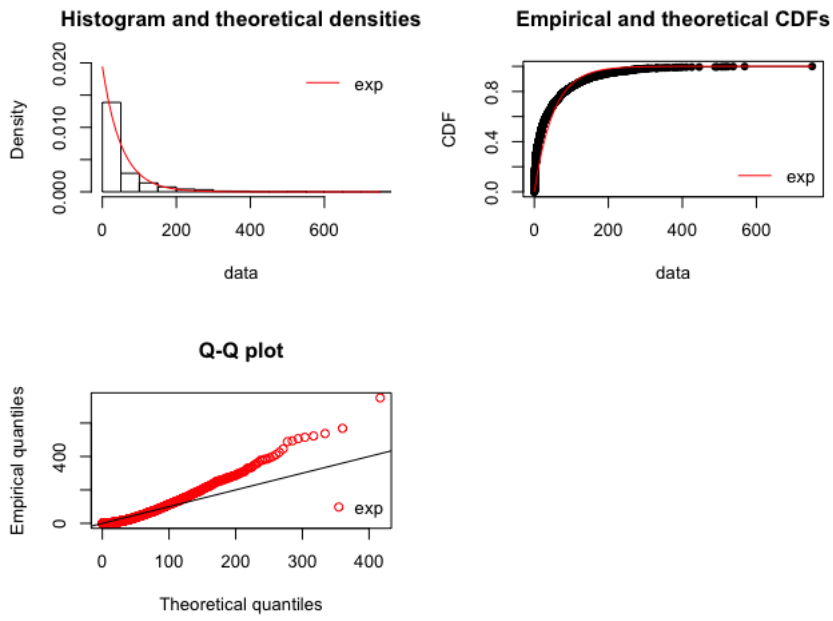 Histogram and theoretical densities
Density
0.000
0.010
0.020
exp
0
200
400
600
data
Empirical and theoretical CDFs
CDF
0.0
0.4
0.8
exp
0
200
400
600
data
Q-Q plot
Empirical quantiles
0
400
exp
0
100
200
300
400
Theoretical quantiles